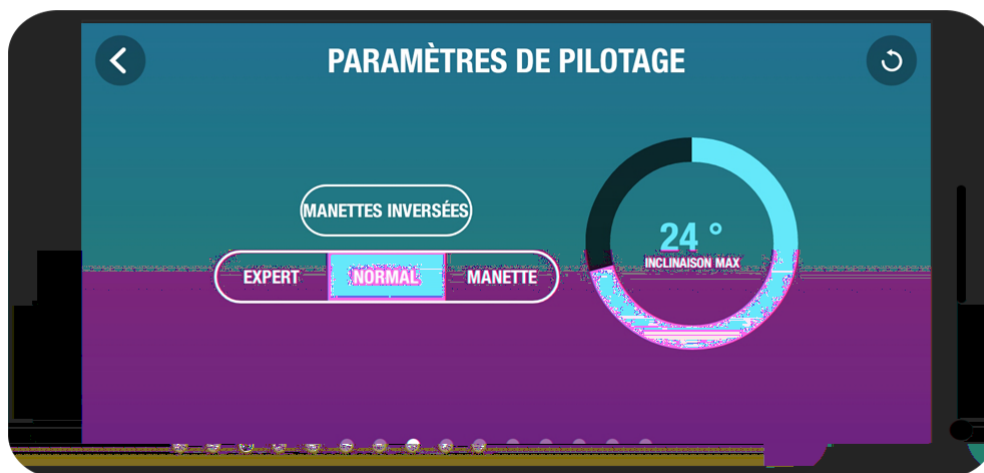 PARAMÈTRES DE PILOTAGE
MANETTES INVERSÉES
EXPERT NORMAL MANETTE
24 °
INCLINAISON MAX